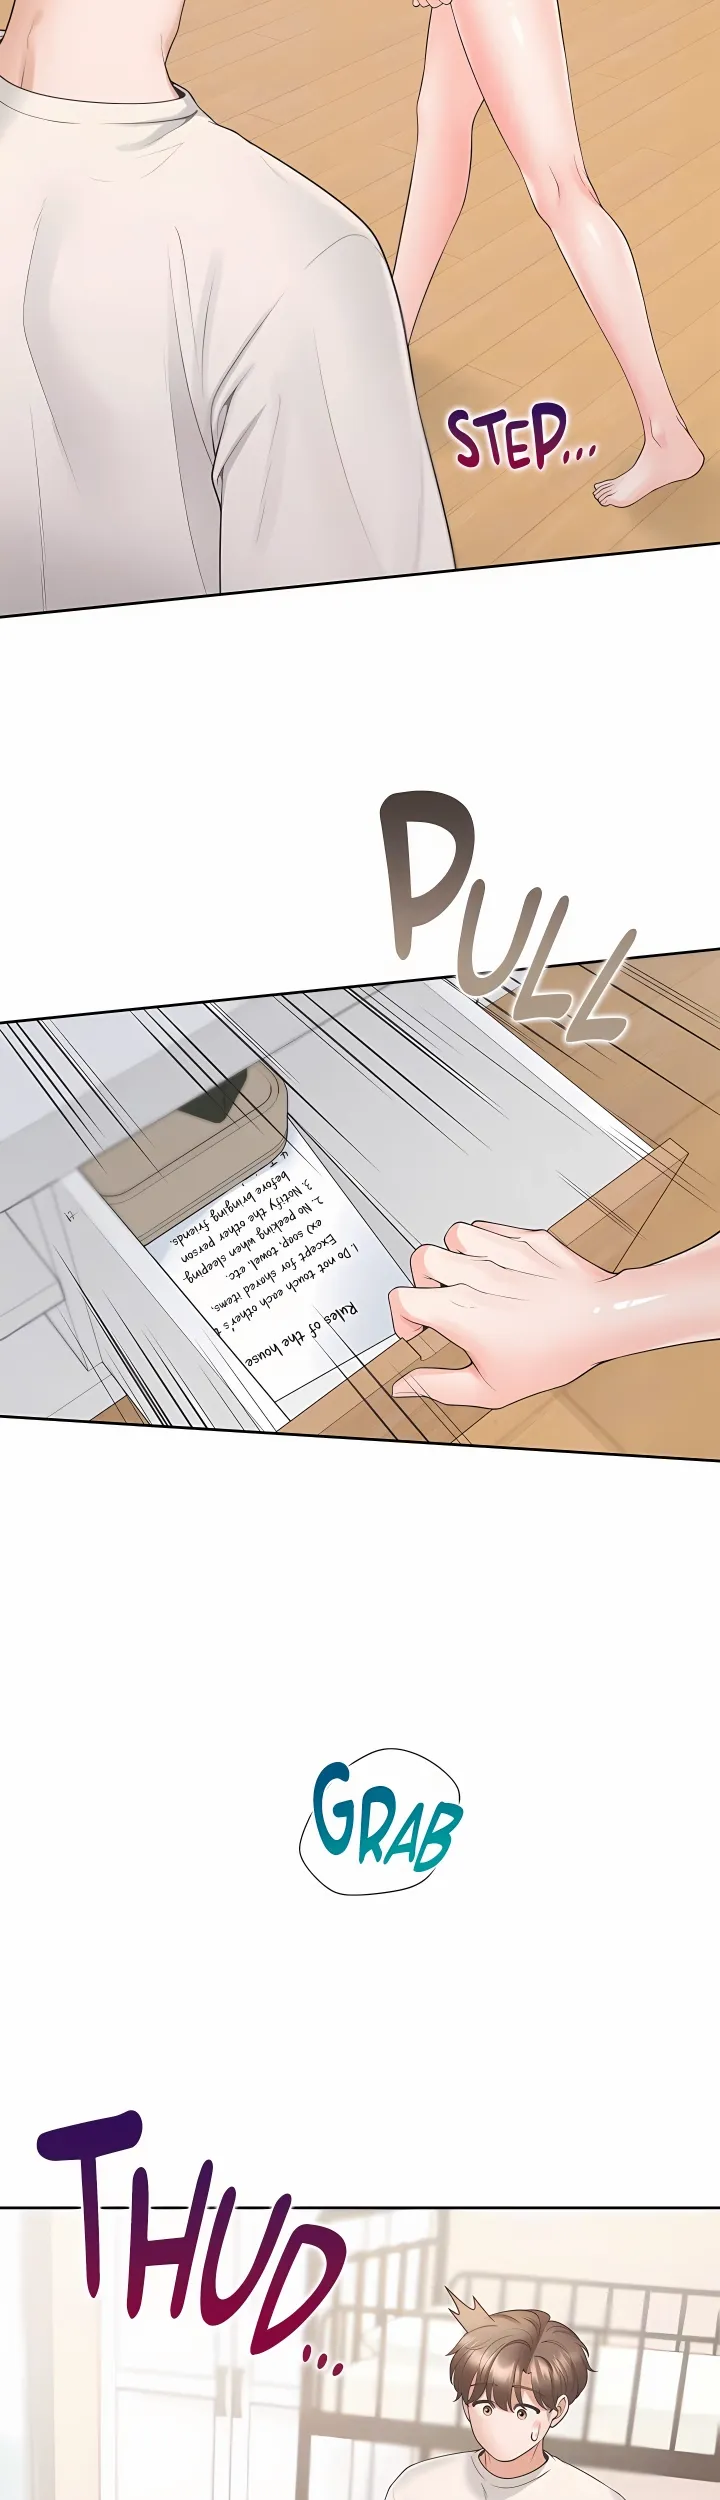 STEP...
PULL
Rules of the house
1. Do not touch each other's
Except for shared items.
ex) soap, towel, etc.
2. No peeking when sleeping
3. Notify the other person
before bringing friends.
GRAB
THUD...